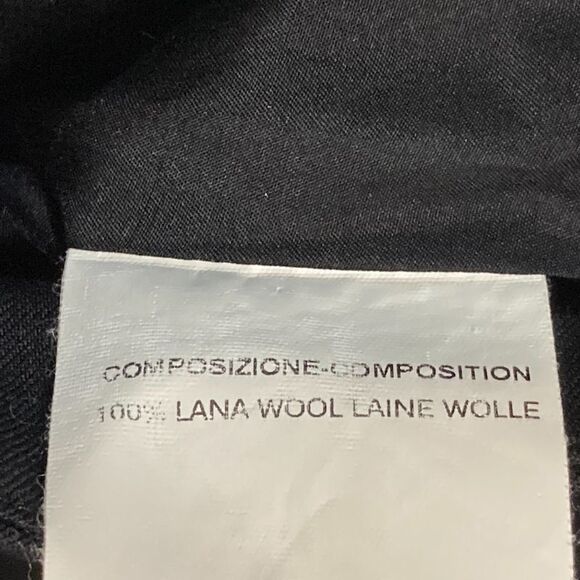 COMPOSIZIONE-COMPOSITION
100% LANA WOOL LAINE WOLLE